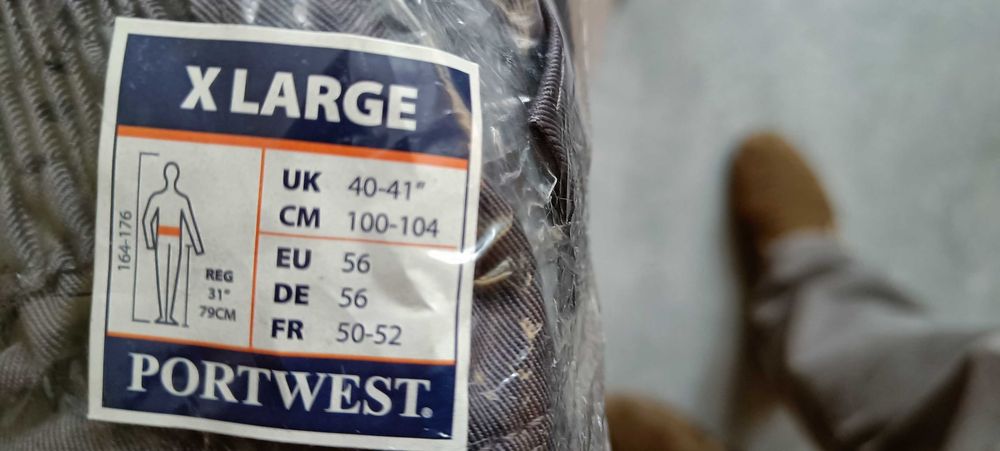 X LARGE
164-176
REG
31"
79CM
UK 40-41"
CM 100-104
EU 56
DE 56
FR 50-52
PORTWEST.